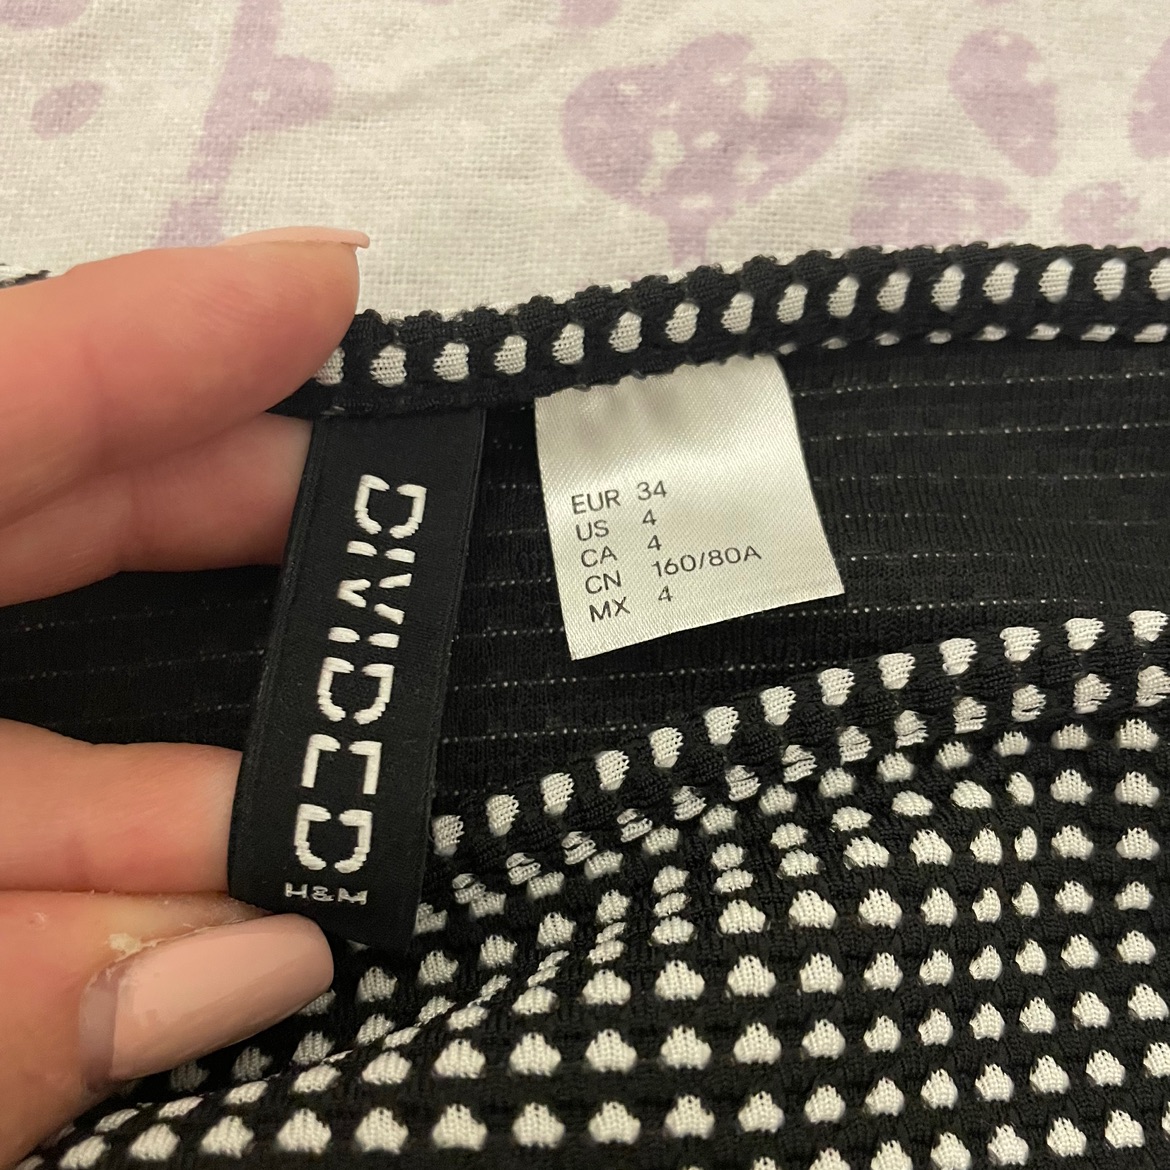 DIVIDED
H&M
EUR 34
US 4
CA 4
CN 160/80A
MX 4